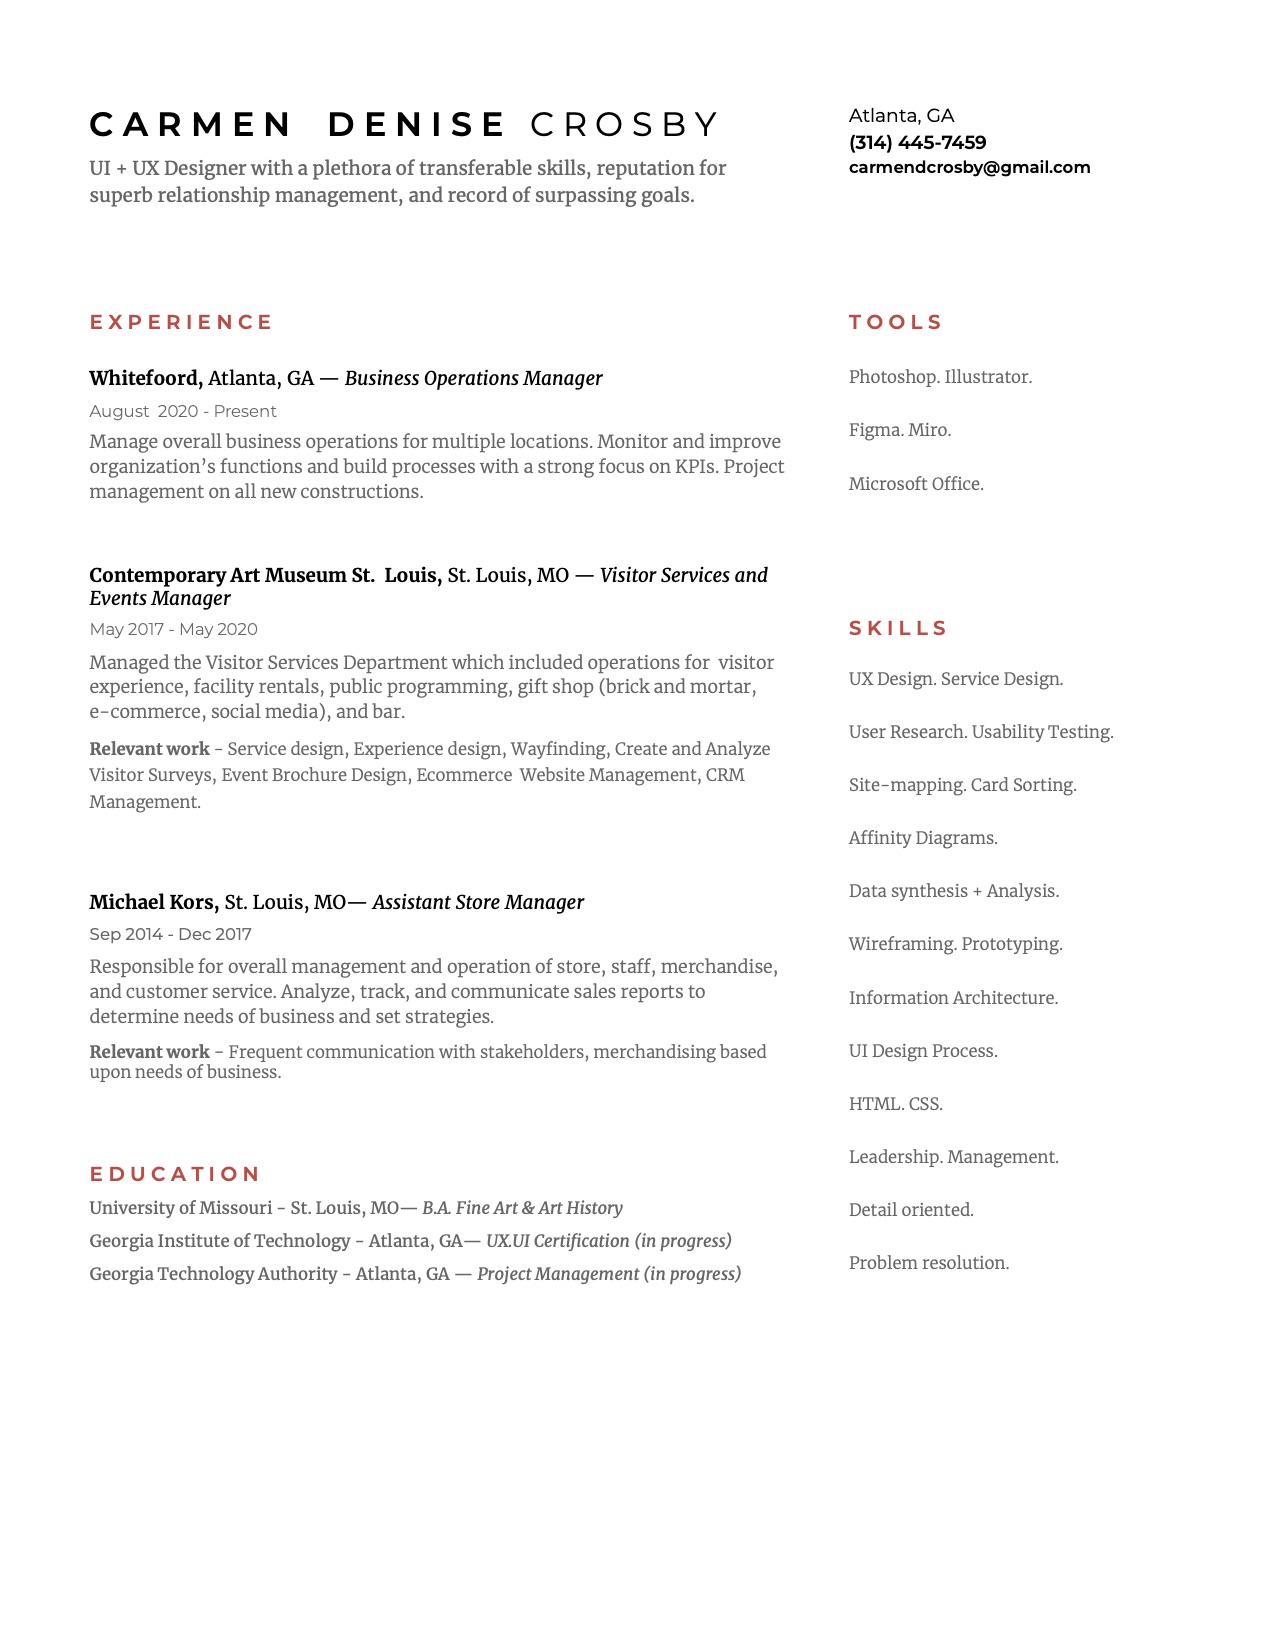 CARMEN DENISE CROSBY
UI + UX Designer with a plethora of transferable skills, reputation for
superb relationship management, and record of surpassing goals.
Atlanta, GA
(314) 445-7459
carmendcrosby@gmail.com
EXPERIENCE
Whitefoord, Atlanta, GA — Business Operations Manager
August 2020 - Present
Manage overall business operations for multiple locations. Monitor and improve
organization’s functions and build processes with a strong focus on KPIs. Project
management on all new constructions.
Contemporary Art Museum St. Louis, St. Louis, MO — Visitor Services and
Events Manager
May 2017 - May 2020
Managed the Visitor Services Department which included operations for visitor
experience, facility rentals, public programming, gift shop (brick and mortar,
e-commerce, social media), and bar.
Relevant work - Service design, Experience design, Wayfinding, Create and Analyze
Visitor Surveys, Event Brochure Design, Ecommerce Website Management, CRM
Management.
Michael Kors, St. Louis, MO— Assistant Store Manager
Sep 2014 - Dec 2017
Responsible for overall management and operation of store, staff, merchandise,
and customer service. Analyze, track, and communicate sales reports to
determine needs of business and set strategies.
Relevant work - Frequent communication with stakeholders, merchandising based
upon needs of business.
EDUCATION
University of Missouri - St. Louis, MO— B.A. Fine Art & Art History
Georgia Institute of Technology - Atlanta, GA— UX.UI Certification (in progress)
Georgia Technology Authority - Atlanta, GA — Project Management (in progress)
TOOLS
Photoshop. Illustrator.
Figma. Miro.
Microsoft Office.
SKILLS
UX Design. Service Design.
User Research. Usability Testing.
Site-mapping. Card Sorting.
Affinity Diagrams.
Data synthesis + Analysis.
Wireframing. Prototyping.
Information Architecture.
UI Design Process.
HTML. CSS.
Leadership. Management.
Detail oriented.
Problem resolution.